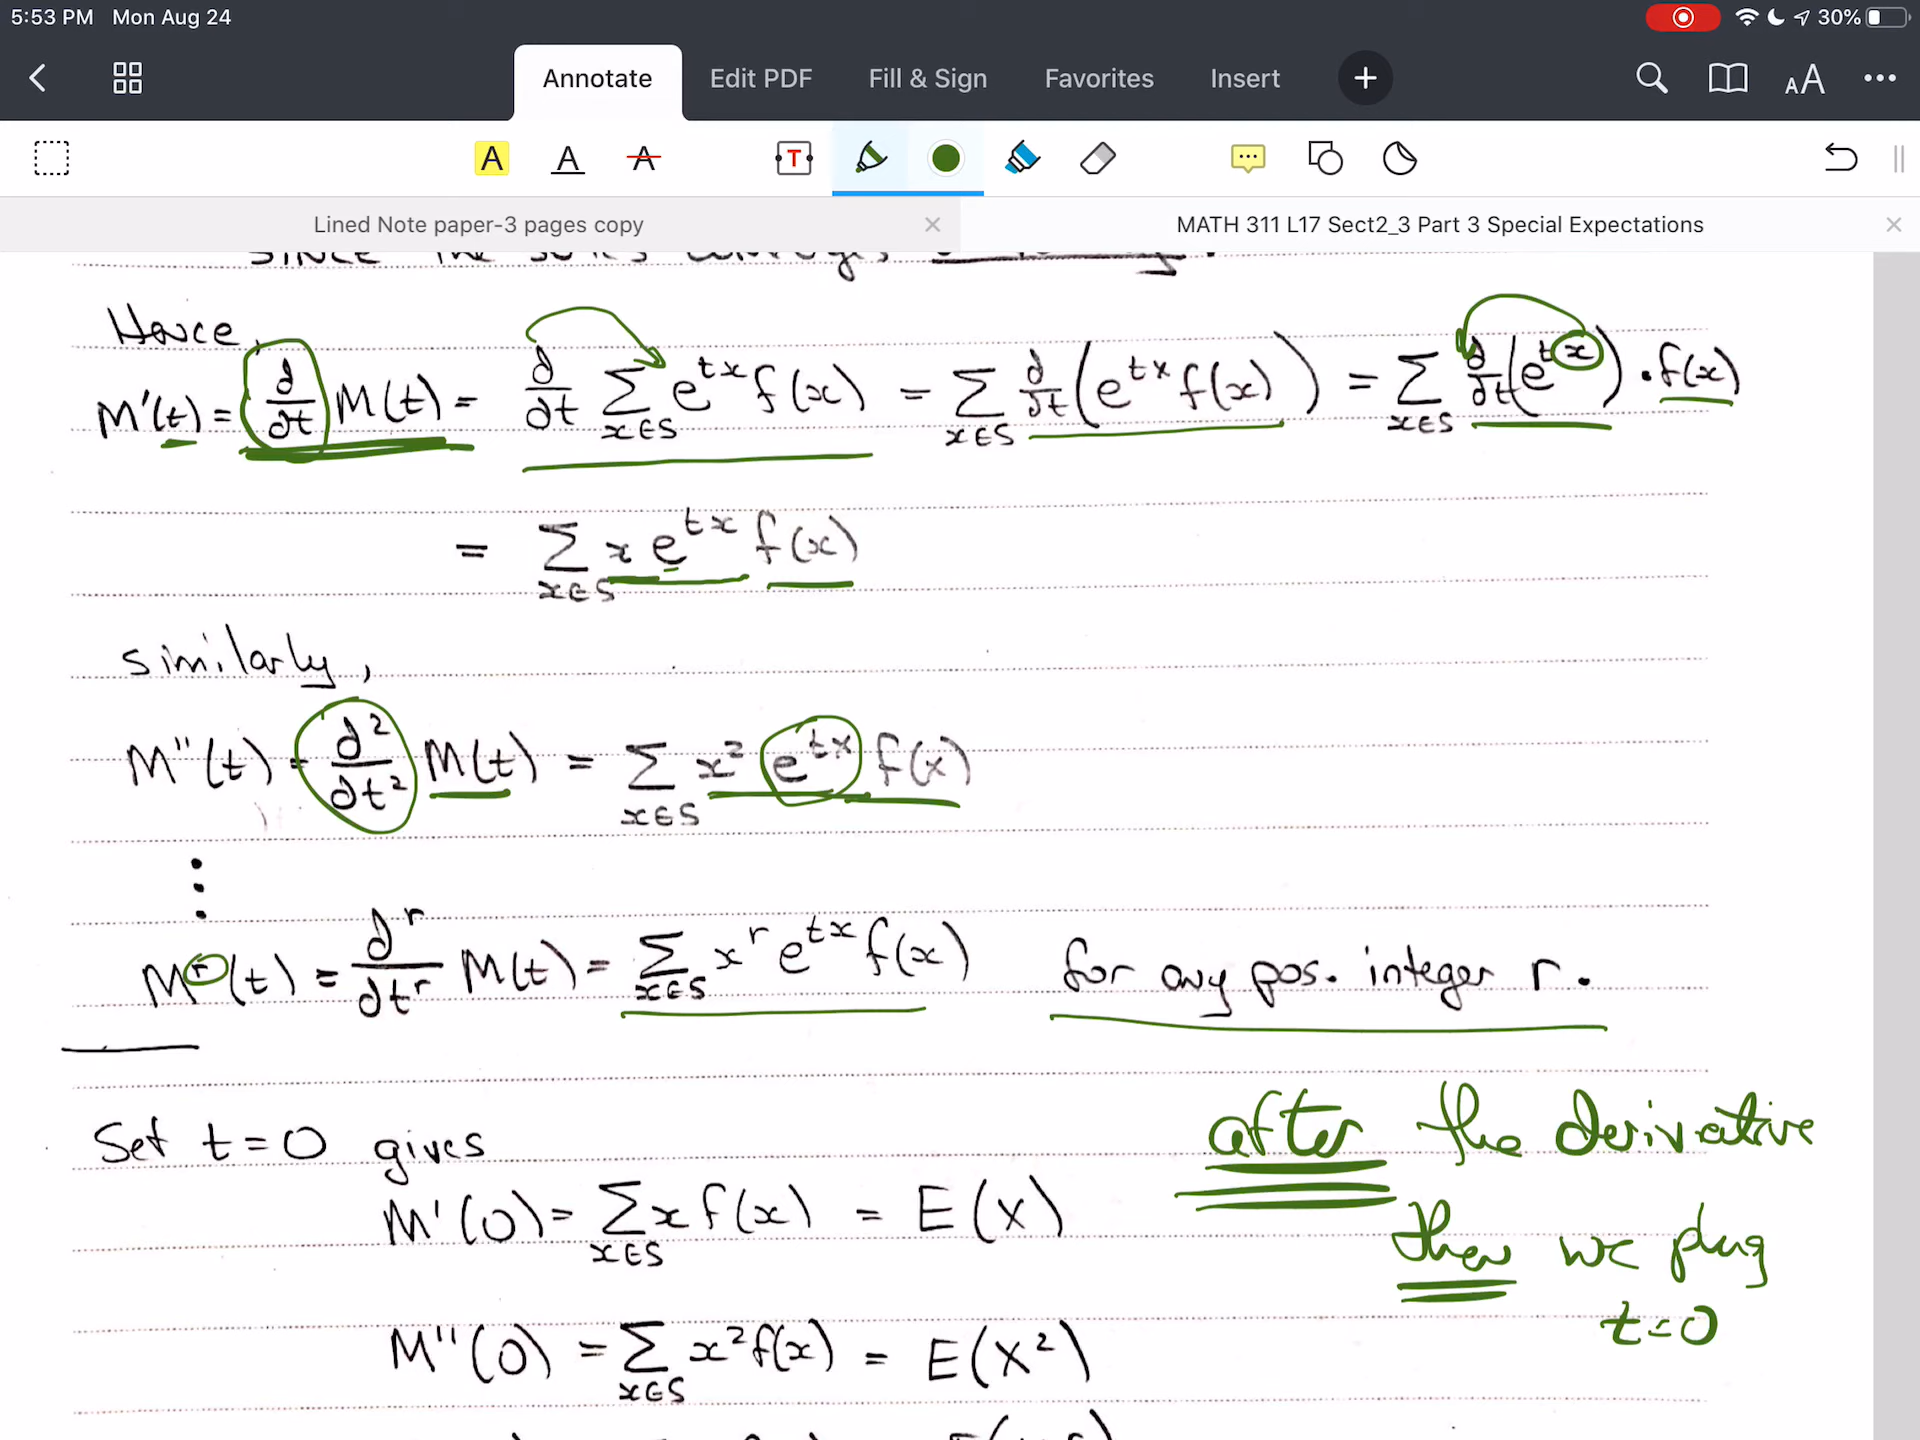 5:53 PM Mon Aug 24 30%
Annotate Edit PDF Fill & Sign Favorites Insert
A A A T AA
Lined Note paper-3 pages copy MATH 311 L17 Sect2_3 Part 3 Special Expectations
Hence,
M'(t) = d/dt M(t) = d/dt Σ_{x∈S} e^{tx} f(x) = Σ_{x∈S} d/dt (e^{tx} f(x)) = Σ_{x∈S} d/dt (e^{tx}) · f(x)
= Σ_{x∈S} x e^{tx} f(x)
similarly,
M''(t) = d²/dt² M(t) = Σ_{x∈S} x² e^{tx} f(x)
⋮
M^r(t) = d^r/dt^r M(t) = Σ_{x∈S} x^r e^{tx} f(x) for any pos. integer r.
Set t=0 gives
after the derivative
M'(0) = Σ_{x∈S} x f(x) = E(X)
then we plug
t=0
M''(0) = Σ_{x∈S} x² f(x) = E(X²)